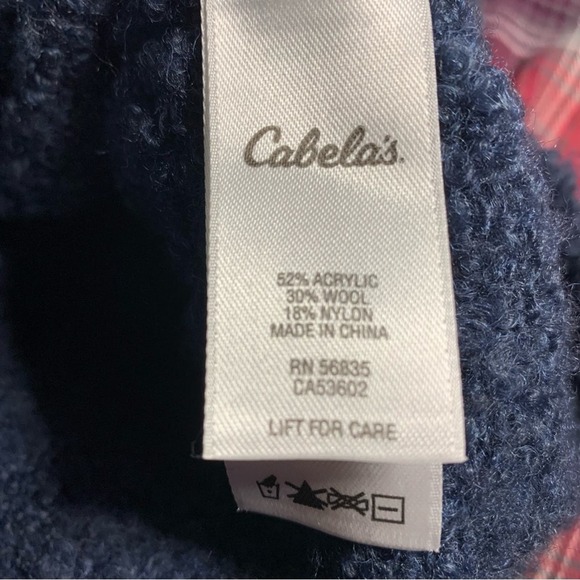 Cabela's
52% ACRYLIC
30% WOOL
18% NYLON
MADE IN CHINA
RN 56835
CA53602
LIFT FOR CARE